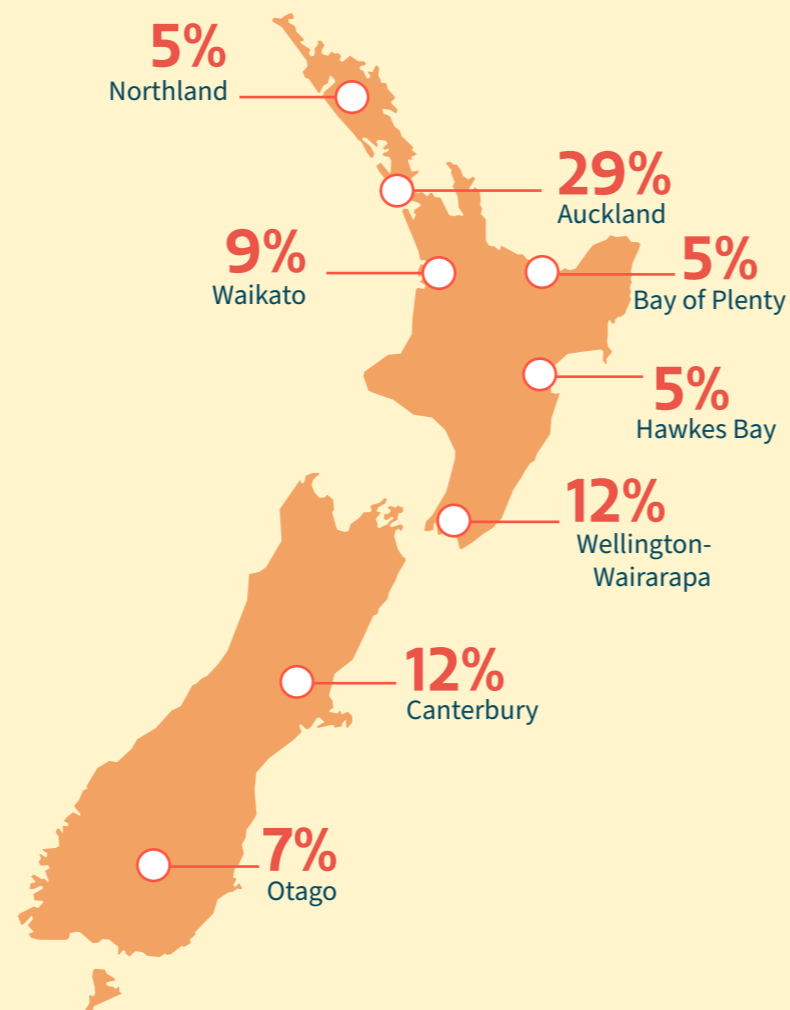 5%
Northland
29%
Auckland
9%
Waikato
5%
Bay of Plenty
5%
Hawkes Bay
12%
Wellington-
Wairarapa
12%
Canterbury
7%
Otago